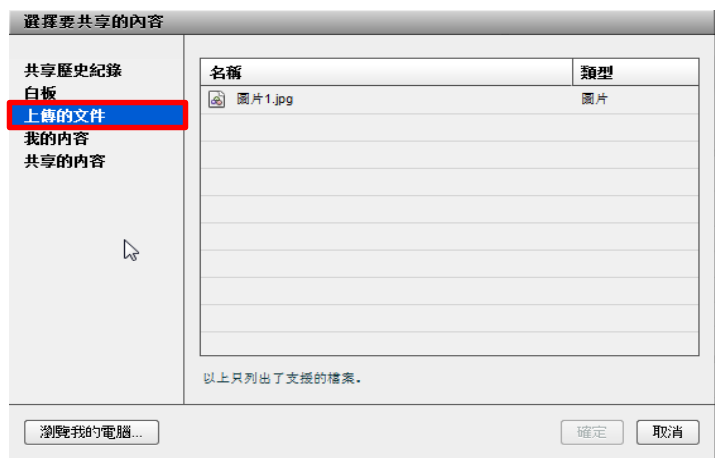 選擇要共享的內容
共享歷史紀錄
白板
上傳的文件
我的內容
共享的內容
名稱 類型
圖片1.jpg 圖片
以上只列出了支援的檔案。
瀏覽我的電腦... 確定 取消